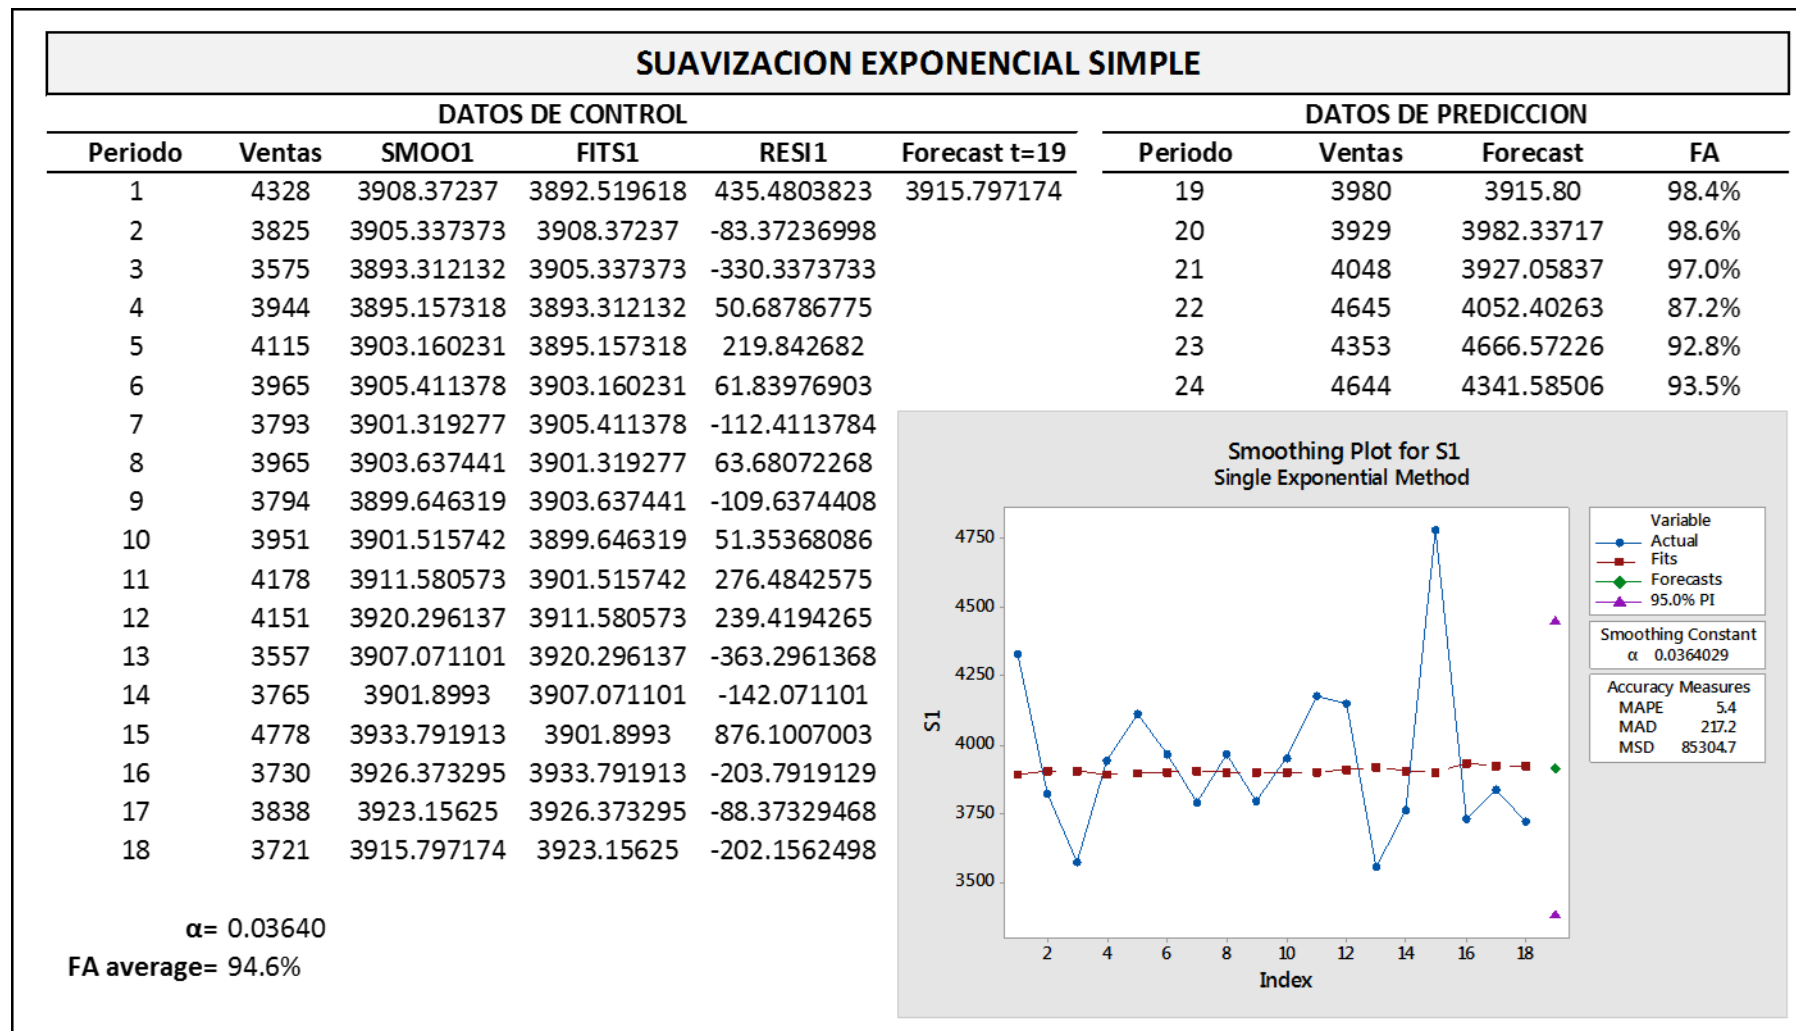 SUAVIZACION EXPONENCIAL SIMPLE
DATOS DE CONTROL
Periodo Ventas SMOO1 FITS1 RESI1 Forecast t=19
1 4328 3908.37237 3892.519618 435.4803823 3915.797174
2 3825 3905.337373 3908.37237 -83.37236998
3 3575 3893.312132 3905.337373 -330.3373733
4 3944 3895.157318 3893.312132 50.68786775
5 4115 3903.160231 3895.157318 219.842682
6 3965 3905.411378 3903.160231 61.83976903
7 3793 3901.319277 3905.411378 -112.4113784
8 3965 3903.637441 3901.319277 63.68072268
9 3794 3899.646319 3903.637441 -109.6374408
10 3951 3901.515742 3899.646319 51.35368086
11 4178 3911.580573 3901.515742 276.4842575
12 4151 3920.296137 3911.580573 239.4194265
13 3557 3907.071101 3920.296137 -363.2961368
14 3765 3901.8993 3907.071101 -142.071101
15 4778 3933.791913 3901.8993 876.1007003
16 3730 3926.373295 3933.791913 -203.7919129
17 3838 3923.15625 3926.373295 -88.37329468
18 3721 3915.797174 3923.15625 -202.1562498
α= 0.03640
FA average= 94.6%
DATOS DE PREDICCION
Periodo Ventas Forecast FA
19 3980 3915.80 98.4%
20 3929 3982.33717 98.6%
21 4048 3927.05837 97.0%
22 4645 4052.40263 87.2%
23 4353 4666.57226 92.8%
24 4644 4341.58506 93.5%
Smoothing Plot for S1
Single Exponential Method
S1
4750
4500
4250
4000
3750
3500
2 4 6 8 10 12 14 16 18
Index
Variable
Actual
Fits
Forecasts
95.0% PI
Smoothing Constant
α 0.0364029
Accuracy Measures
MAPE 5.4
MAD 217.2
MSD 85304.7